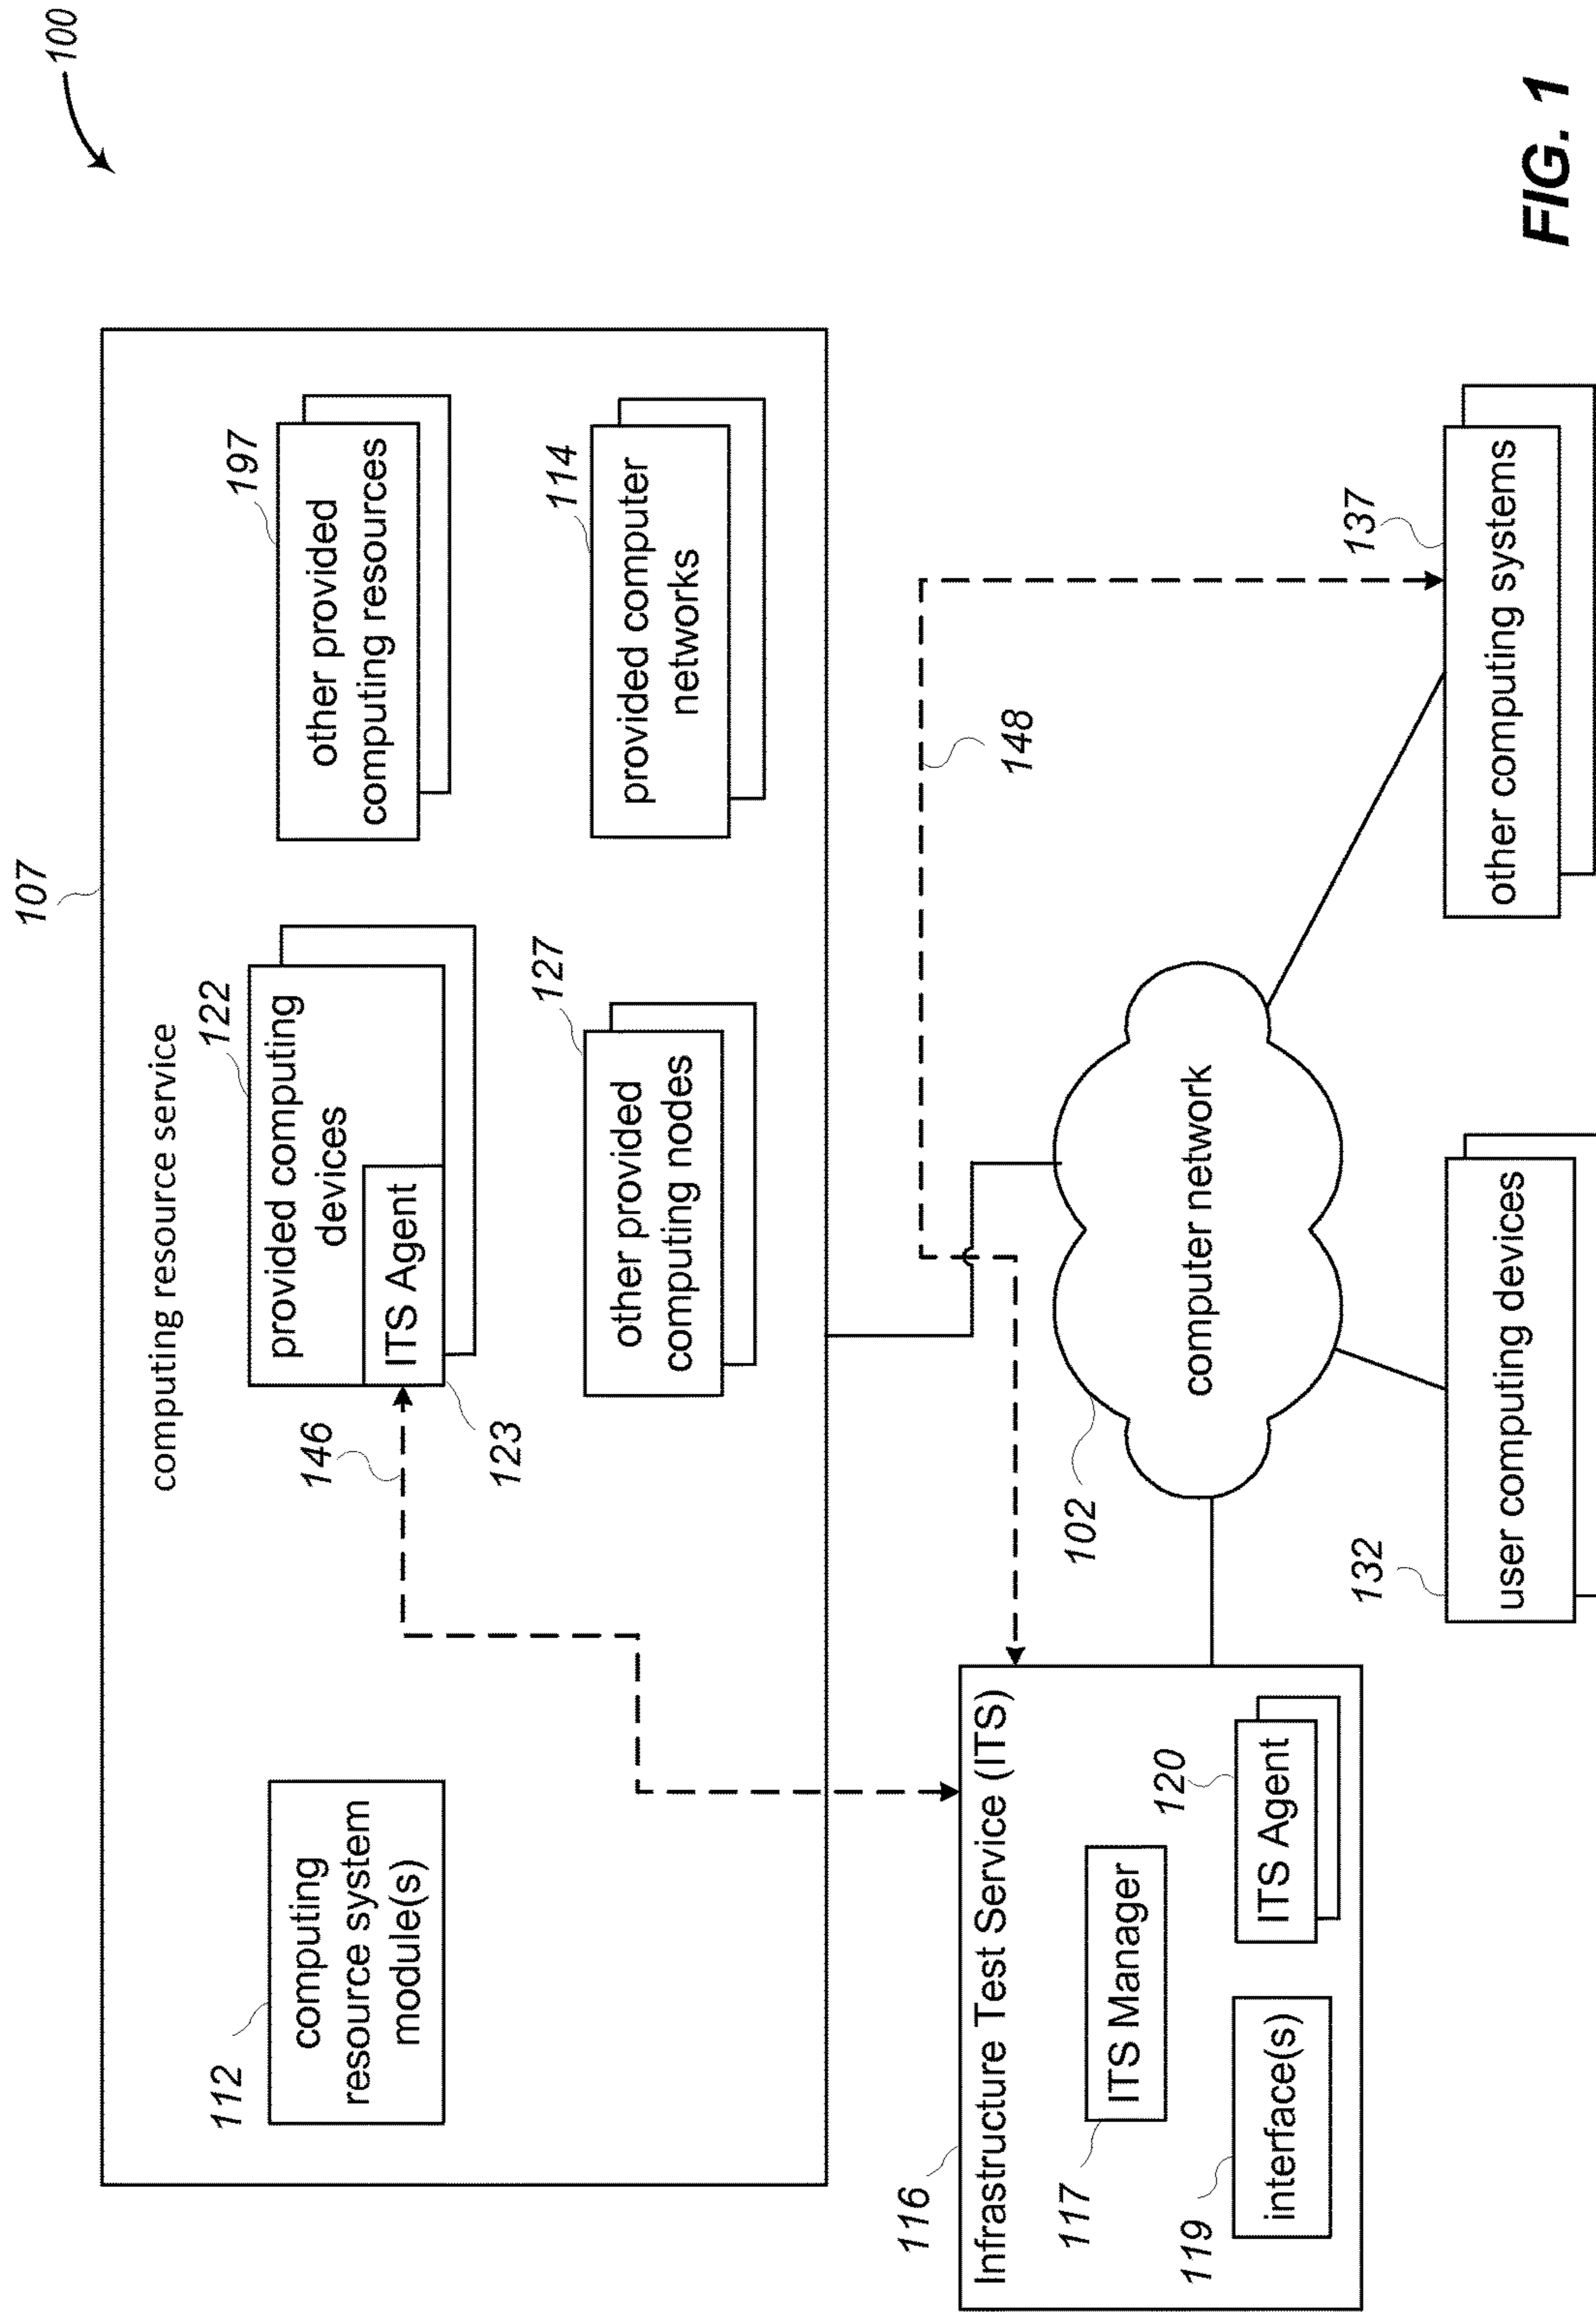 100
107
computing resource service
112
computing
resource system
module(s)
122
provided computing
devices
ITS Agent
146
123
197
other provided
computing resources
127
other provided
computing nodes
114
provided computer
networks
116
Infrastructure Test Service (ITS)
117
ITS Manager
119
interface(s)
120
ITS Agent
148
102
computer network
132
user computing devices
137
other computing systems
FIG. 1